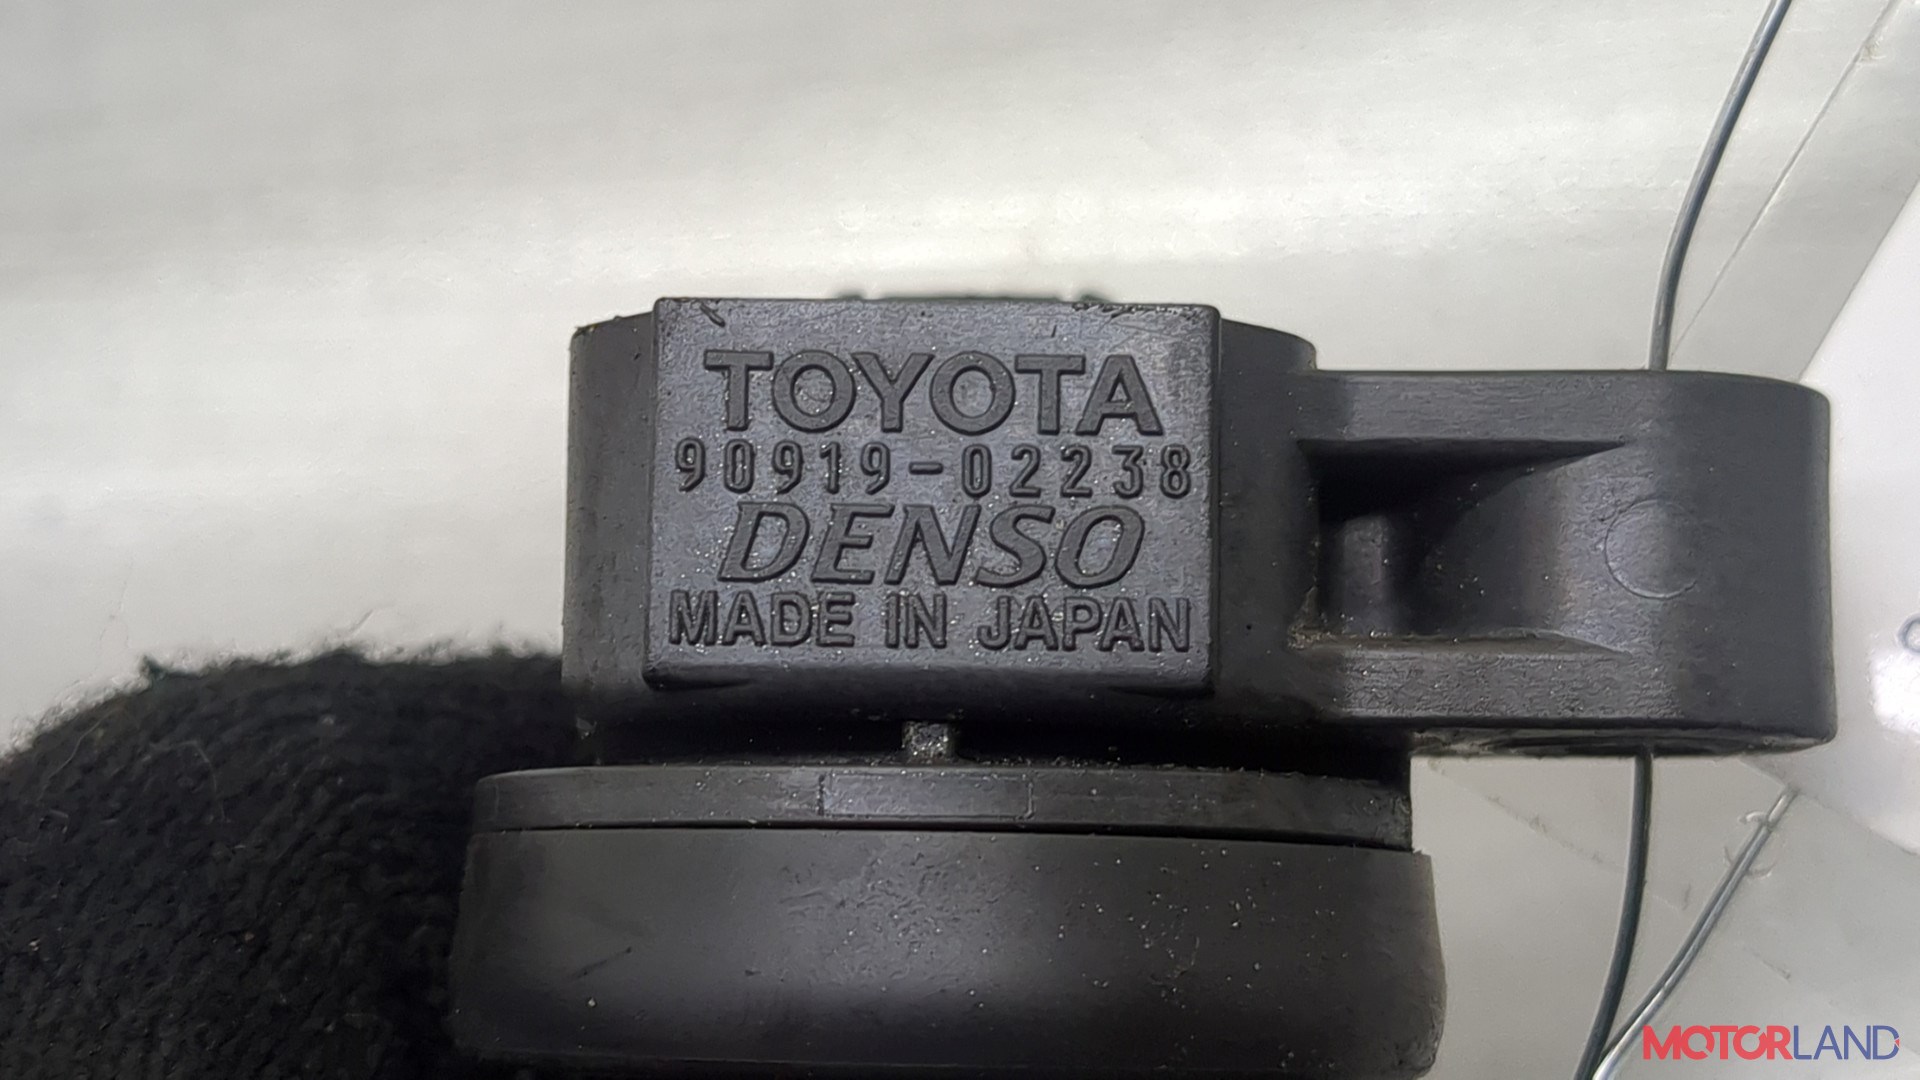 TOYOTA
90919-02238
DENSO
MADE IN JAPAN
MOTORLAND